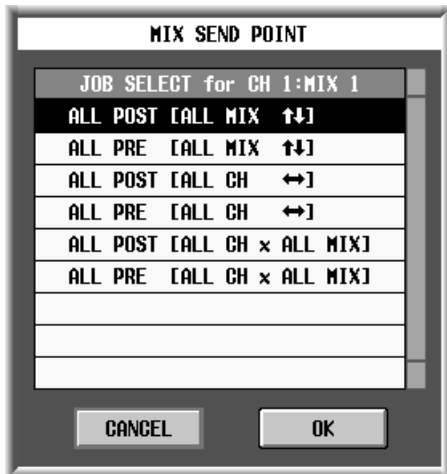 MIX SEND POINT
JOB SELECT for CH 1:MIX 1
ALL POST [ALL MIX ↑↓]
ALL PRE [ALL MIX ↑↓]
ALL POST [ALL CH ↔]
ALL PRE [ALL CH ↔]
ALL POST [ALL CH x ALL MIX]
ALL PRE [ALL CH x ALL MIX]
CANCEL OK